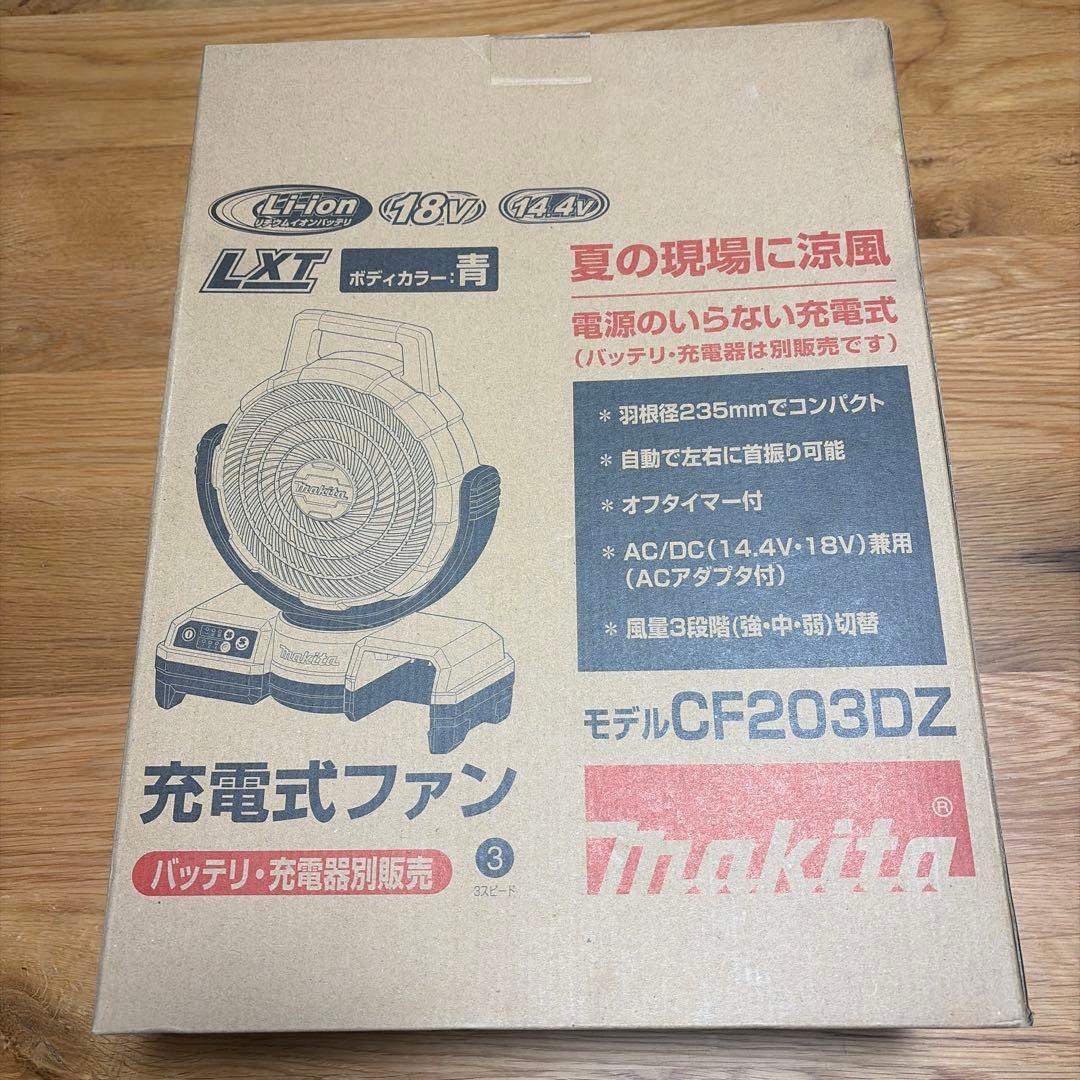 Li-ion
リチウムイオンバッテリ
18V
14.4V
LXT
ボディカラー:青
夏の現場に涼風
電源のいらない充電式
(バッテリ・充電器は別販売です)
* 羽根径235mmでコンパクト
* 自動で左右に首振り可能
* オフタイマー付
* AC/DC(14.4V・18V)兼用
(ACアダプタ付)
* 風量3段階(強・中・弱)切替
makita
makita
モデルCF203DZ
充電式ファン
バッテリ・充電器別販売
3
3スピード
makita®